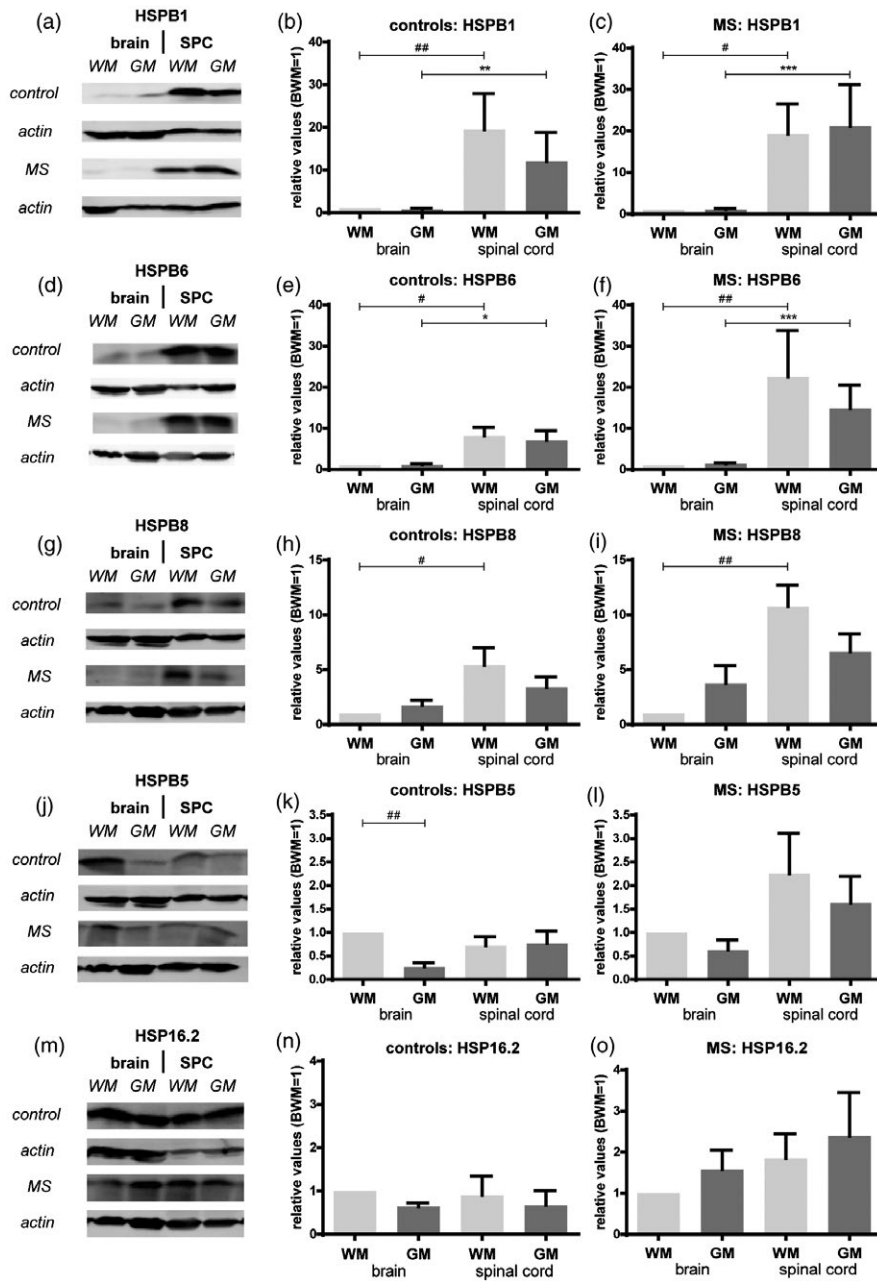 (a) HSPB1
brain | SPC
WM GM WM GM
control
actin
MS
actin
(b) controls: HSPB1
relative values (BWM=1)
40
30
20
10
0
##
**
WM GM WM GM
brain spinal cord
(c) MS: HSPB1
relative values (BWM=1)
40
30
20
10
0
#
***
WM GM WM GM
brain spinal cord
(d) HSPB6
brain | SPC
WM GM WM GM
control
actin
MS
actin
(e) controls: HSPB6
relative values (BWM=1)
40
30
20
10
0
#
*
WM GM WM GM
brain spinal cord
(f) MS: HSPB6
relative values (BWM=1)
40
30
20
10
0
##
***
WM GM WM GM
brain spinal cord
(g) HSPB8
brain | SPC
WM GM WM GM
control
actin
MS
actin
(h) controls: HSPB8
relative values (BWM=1)
15
10
5
0
#
WM GM WM GM
brain spinal cord
(i) MS: HSPB8
relative values (BWM=1)
15
10
5
0
##
WM GM WM GM
brain spinal cord
(j) HSPB5
brain | SPC
WM GM WM GM
control
actin
MS
actin
(k) controls: HSPB5
relative values (BWM=1)
3.5
3.0
2.5
2.0
1.5
1.0
0.5
0.0
##
WM GM WM GM
brain spinal cord
(l) MS: HSPB5
relative values (BWM=1)
3.5
3.0
2.5
2.0
1.5
1.0
0.5
0.0
WM GM WM GM
brain spinal cord
(m) HSP16.2
brain | SPC
WM GM WM GM
control
actin
MS
actin
(n) controls: HSP16.2
relative values (BWM=1)
4
3
2
1
0
WM GM WM GM
brain spinal cord
(o) MS: HSP16.2
relative values (BWM=1)
4
3
2
1
0
WM GM WM GM
brain spinal cord